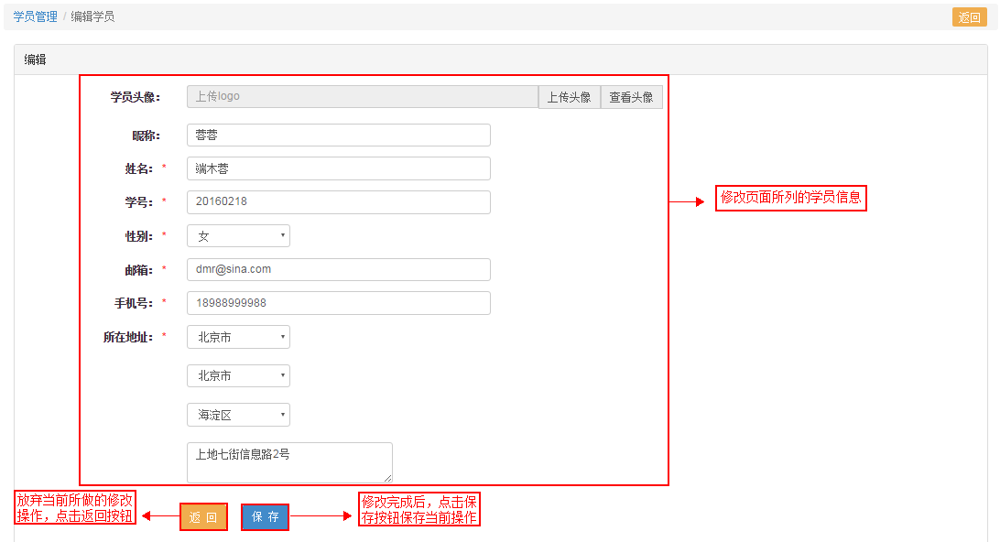 学员管理 / 编辑学员
返回
编辑
学员头像： 上传logo 上传头像 查看头像
昵称： 蓉蓉
姓名： * 端木蓉
学号： * 20160218
性别： * 女
邮箱： * dmr@sina.com
手机号： * 18988999988
所在地址： * 北京市
北京市
海淀区
上地七街信息路2号
修改页面所列的学员信息
放弃当前所做的修改
操作，点击返回按钮
返 回
保 存
修改完成后，点击保
存按钮保存当前操作